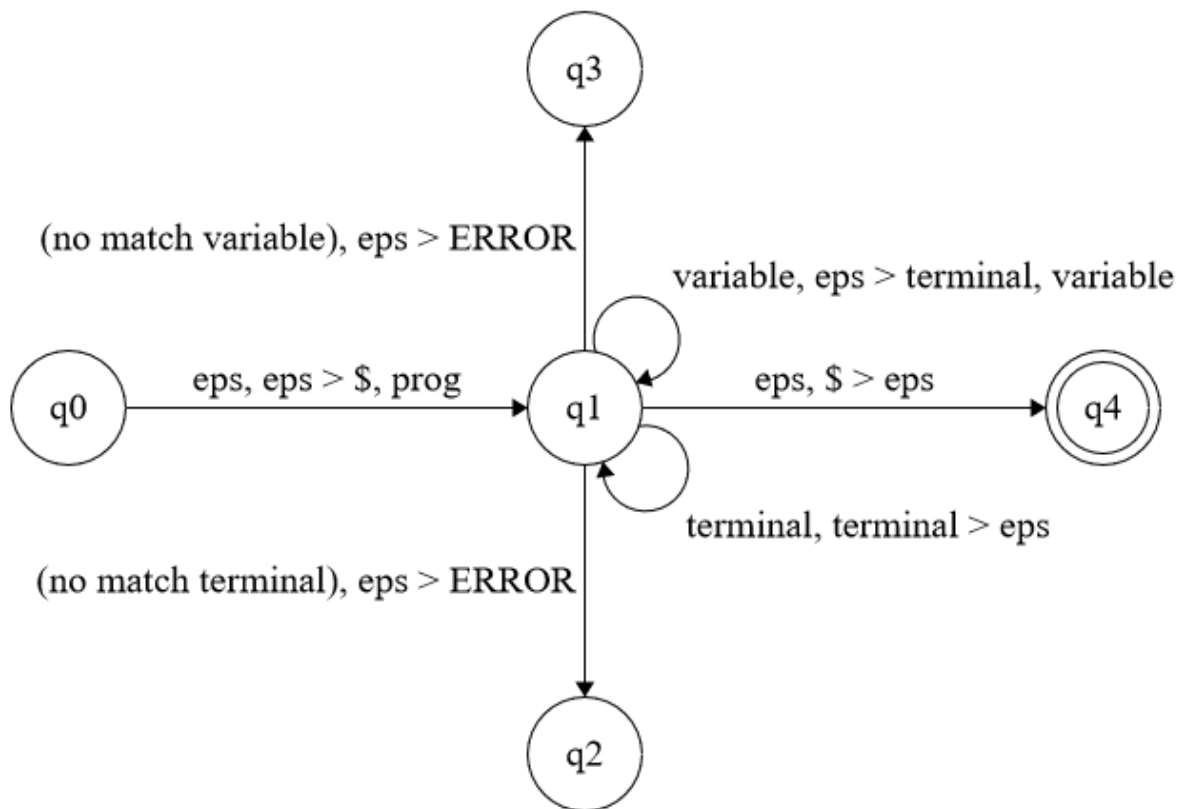 q3
(no match variable), eps > ERROR
variable, eps > terminal, variable
q0
eps, eps > $, prog
q1
eps, $ > eps
q4
terminal, terminal > eps
(no match terminal), eps > ERROR
q2